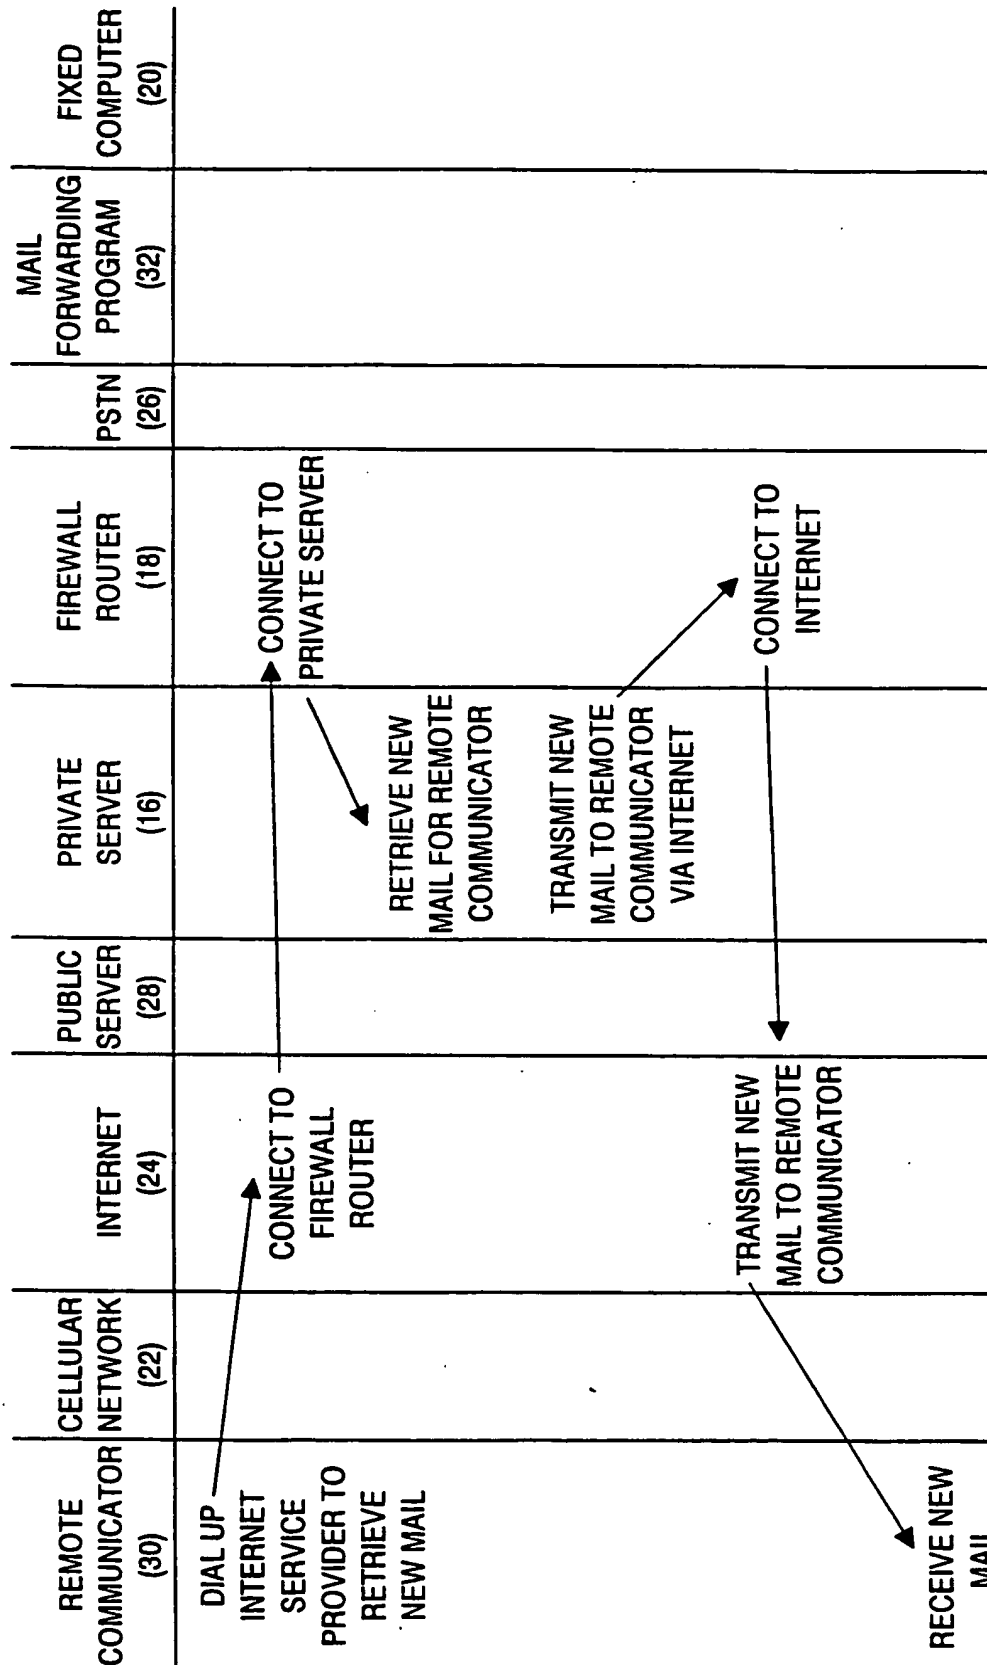 REMOTE
COMMUNICATOR
(30)
CELLULAR
NETWORK
(22)
INTERNET
(24)
PUBLIC
SERVER
(28)
PRIVATE
SERVER
(16)
FIREWALL
ROUTER
(18)
PSTN
(26)
MAIL
FORWARDING
PROGRAM
(32)
FIXED
COMPUTER
(20)
DIAL UP
INTERNET
SERVICE
PROVIDER TO
RETRIEVE
NEW MAIL
CONNECT TO
FIREWALL
ROUTER
CONNECT TO
PRIVATE SERVER
RETRIEVE NEW
MAIL FOR REMOTE
COMMUNICATOR
TRANSMIT NEW
MAIL TO REMOTE
COMMUNICATOR
VIA INTERNET
CONNECT TO
INTERNET
TRANSMIT NEW
MAIL TO REMOTE
COMMUNICATOR
RECEIVE NEW
MAIL